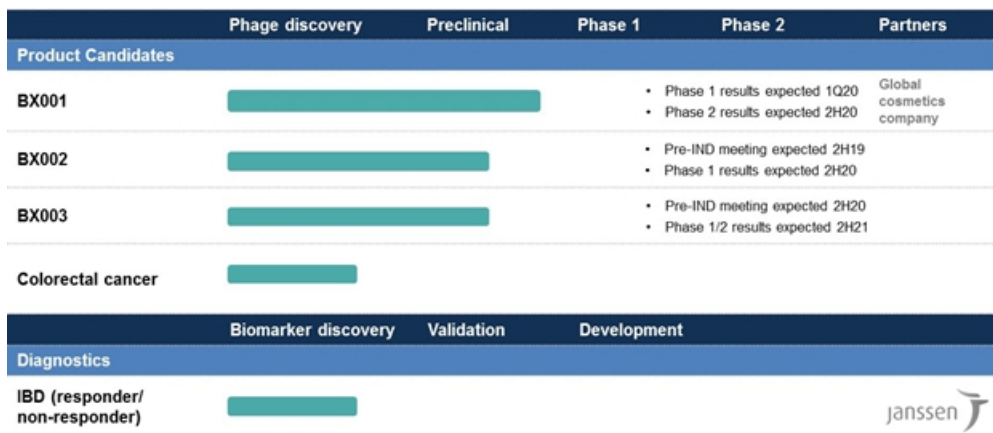 Phage discovery Preclinical Phase 1 Phase 2 Partners
Product Candidates
BX001
• Phase 1 results expected 1Q20
• Phase 2 results expected 2H20
Global
cosmetics
company
BX002
• Pre-IND meeting expected 2H19
• Phase 1 results expected 2H20
BX003
• Pre-IND meeting expected 2H20
• Phase 1/2 results expected 2H21
Colorectal cancer
Biomarker discovery Validation Development
Diagnostics
IBD (responder/
non-responder)
janssen